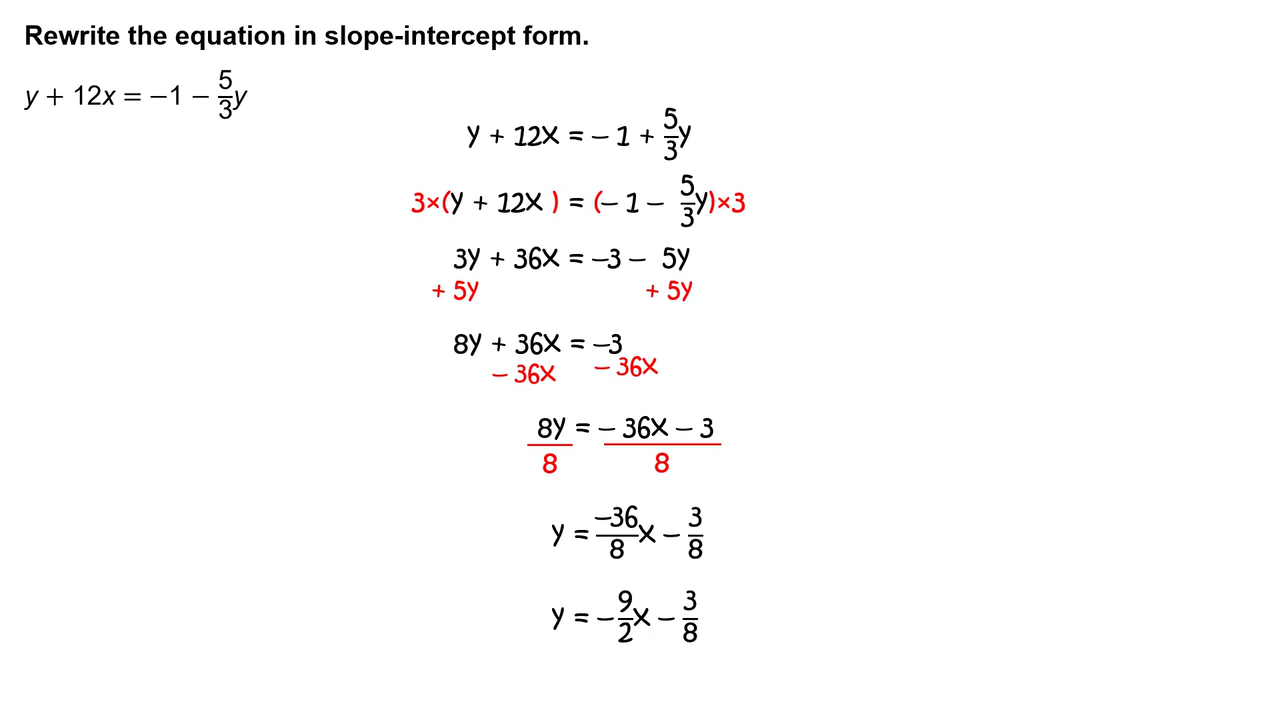 Rewrite the equation in slope-intercept form.
y + 12x = −1 − 5/3y
y + 12x = − 1 + 5/3y
3×(y + 12x ) = (− 1 − 5/3y)×3
3y + 36x = −3 − 5y
+ 5y + 5y
8y + 36x = −3
− 36x − 36x
8y = − 36x − 3
8 8
y = −36/8x − 3/8
y = −9/2x − 3/8